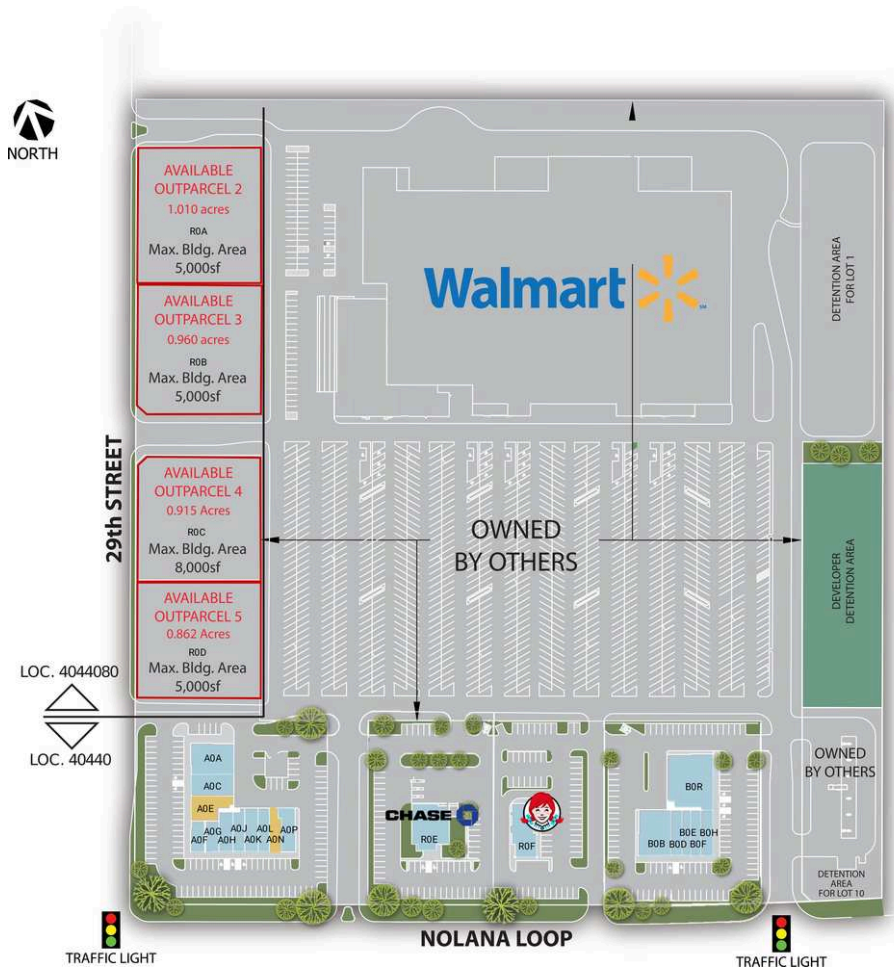 NORTH
AVAILABLE
OUTPARCEL 2
1.010 acres
R0A
Max. Bldg. Area
5,000sf
AVAILABLE
OUTPARCEL 3
0.960 acres
R0B
Max. Bldg. Area
5,000sf
Walmart
SM
DETENTION AREA
FOR LOT 1
29th STREET
AVAILABLE
OUTPARCEL 4
0.915 Acres
R0C
Max. Bldg. Area
8,000sf
AVAILABLE
OUTPARCEL 5
0.862 Acres
R0D
Max. Bldg. Area
5,000sf
OWNED
BY OTHERS
DEVELOPER
DETENTION AREA
LOC. 4044080
LOC. 40440
A0A
A0C
A0E
A0F
A0G
A0H
A0J
A0K
A0L
A0N
A0P
CHASE
R0E
R0F
B0R
B0B
B0D
B0E
B0F
B0H
OWNED
BY OTHERS
DETENTION
AREA
FOR LOT 10
NOLANA LOOP
TRAFFIC LIGHT
TRAFFIC LIGHT